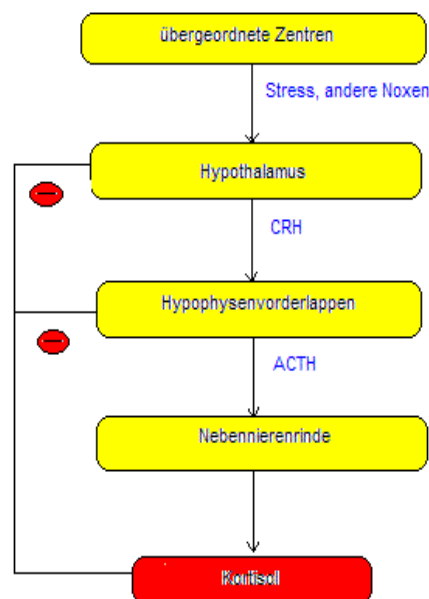 übergeordnete Zentren
Stress, andere Noxen
Hypothalamus
CRH
Hypophysenvorderlappen
ACTH
Nebennierenrinde
Kortisol